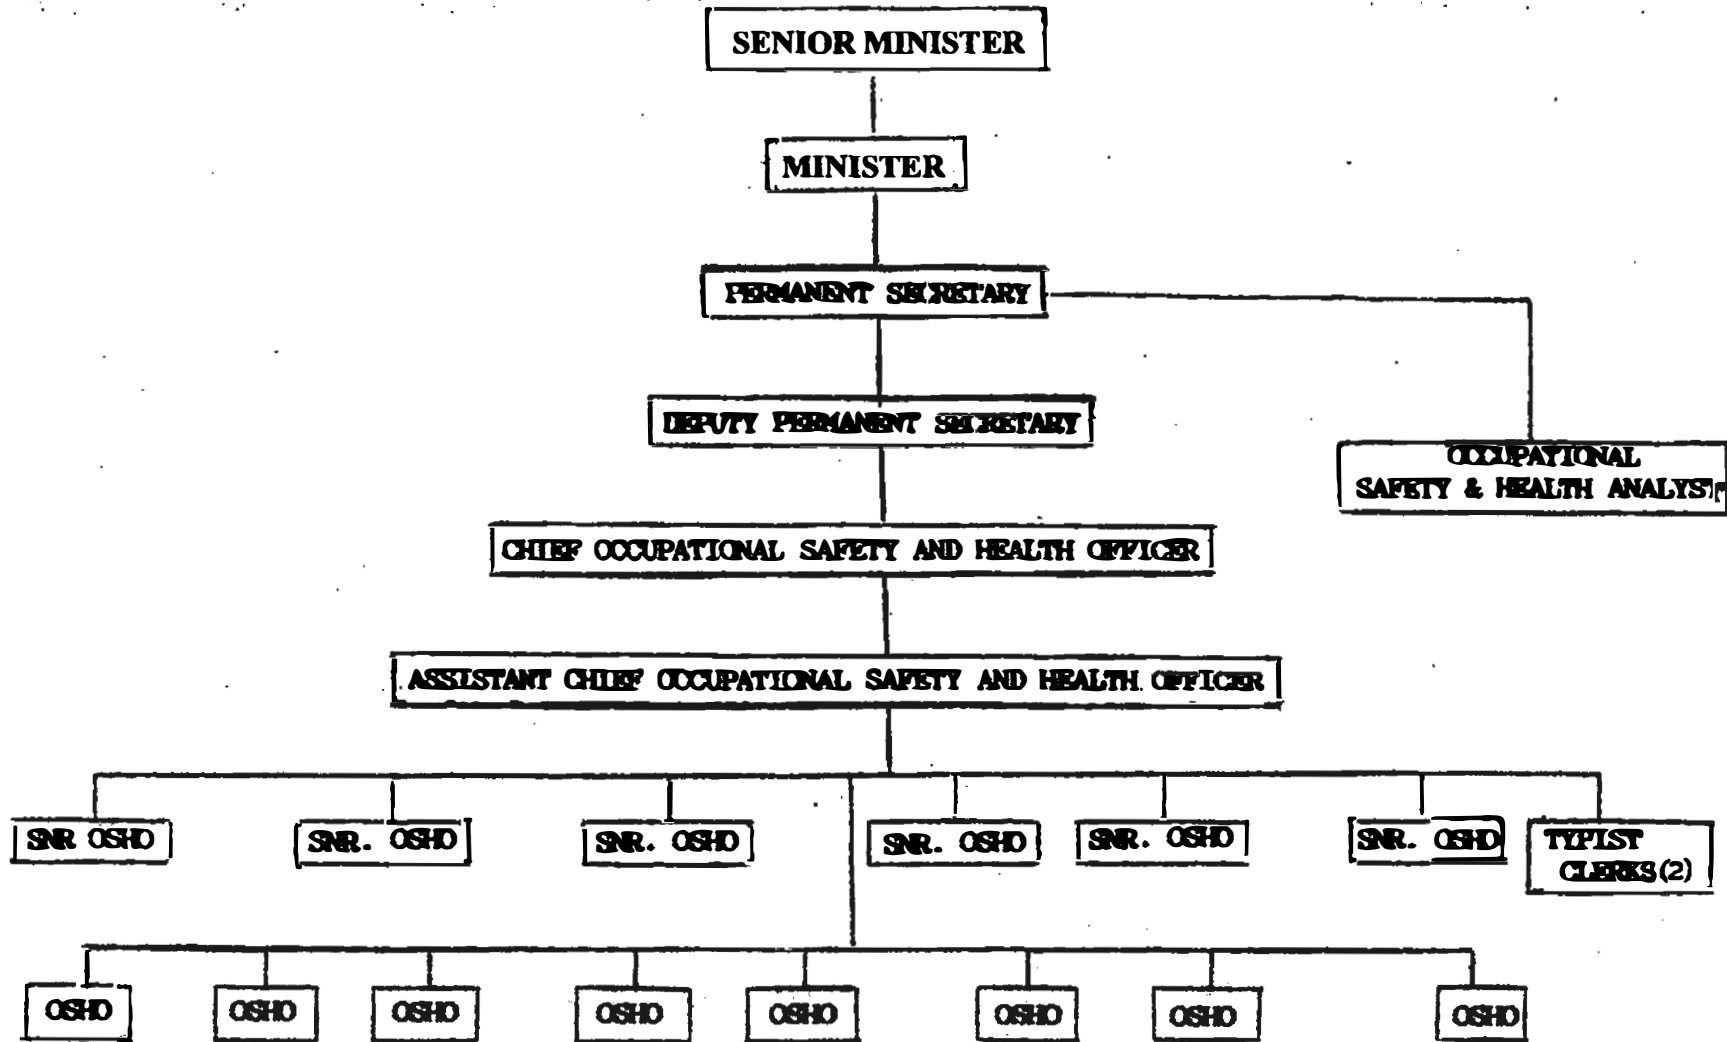 SENIOR MINISTER
MINISTER
PERMANENT SECRETARY
DEPUTY PERMANENT SECRETARY
OCCUPATIONAL
SAFETY & HEALTH ANALYST
CHIEF OCCUPATIONAL SAFETY AND HEALTH OFFICER
ASSISTANT CHIEF OCCUPATIONAL SAFETY AND HEALTH OFFICER
SNR OSHO
SNR. OSHO
SNR. OSHO
SNR. OSHO
SNR. OSHO
SNR. OSHO
TYPIST
CLERKS(2)
OSHO
OSHO
OSHO
OSHO
OSHO
OSHO
OSHO
OSHO